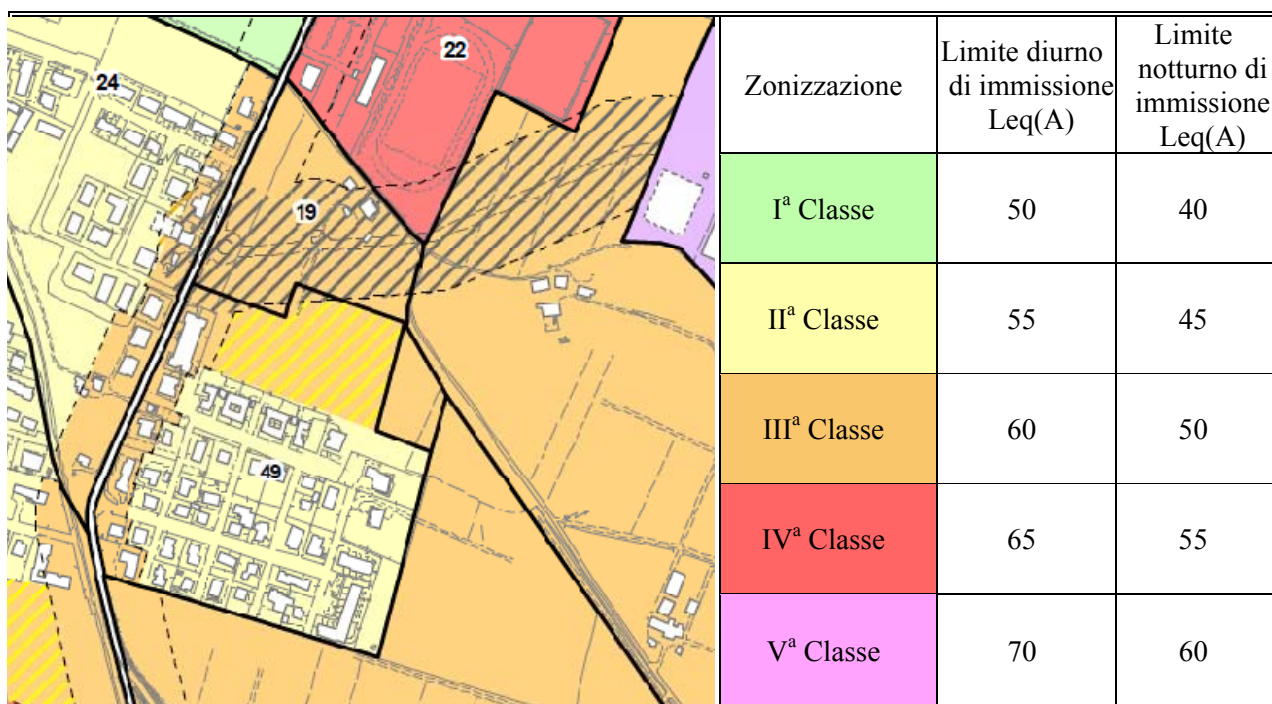 24
22
19
49
Zonizzazione
Limite diurno
di immissione
Leq(A)
Limite
notturno di
immissione
Leq(A)
Iª Classe
50
40
IIª Classe
55
45
IIIª Classe
60
50
IVª Classe
65
55
Vª Classe
70
60